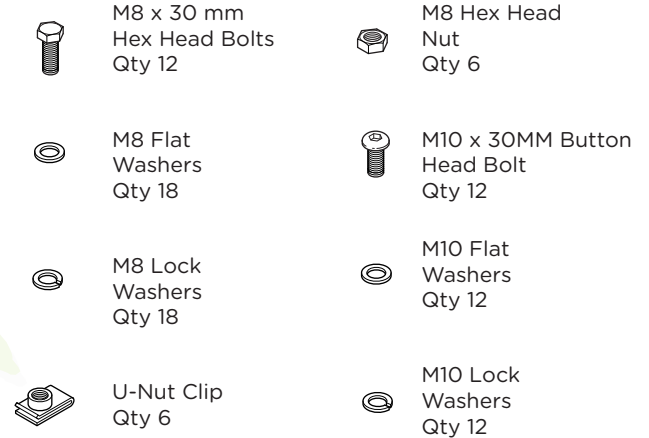 M8 x 30 mm
Hex Head Bolts
Qty 12
M8 Flat
Washers
Qty 18
M8 Lock
Washers
Qty 18
U-Nut Clip
Qty 6
M8 Hex Head
Nut
Qty 6
M10 x 30MM Button
Head Bolt
Qty 12
M10 Flat
Washers
Qty 12
M10 Lock
Washers
Qty 12